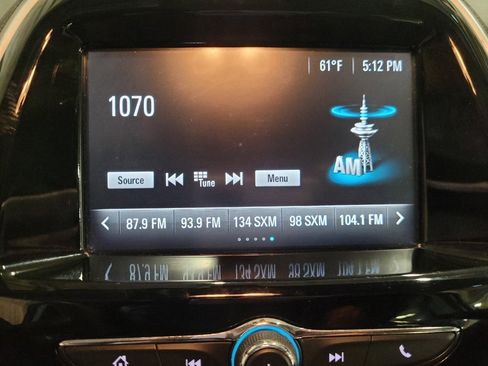 61°F 5:12 PM
1070
AM
Source Tune Menu
87.9 FM 93.9 FM 134 SXM 98 SXM 104.1 FM